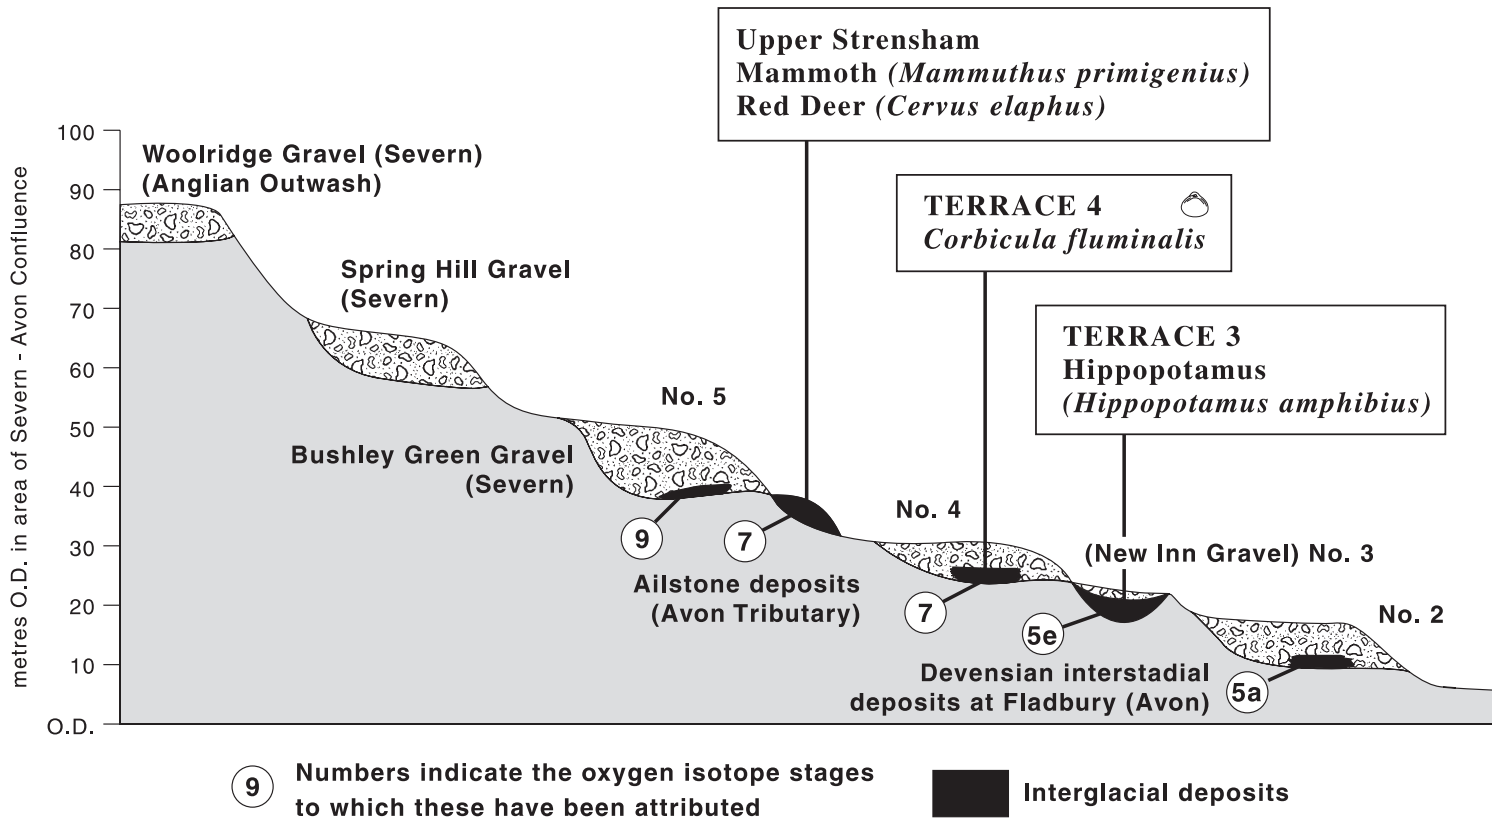 Upper Strensham
Mammoth (Mammuthus primigenius)
Red Deer (Cervus elaphus)
TERRACE 4
Corbicula fluminalis
TERRACE 3
Hippopotamus
(Hippopotamus amphibius)
metres O.D. in area of Severn - Avon Confluence
100
90
80
70
60
50
40
30
20
10
O.D.
Woolridge Gravel (Severn)
(Anglian Outwash)
Spring Hill Gravel
(Severn)
No. 5
Bushley Green Gravel
(Severn)
9
7
No. 4
Ailstone deposits
(Avon Tributary)
7
(New Inn Gravel) No. 3
5e
No. 2
Devensian interstadial
deposits at Fladbury (Avon)
5a
9
Numbers indicate the oxygen isotope stages
to which these have been attributed
Interglacial deposits